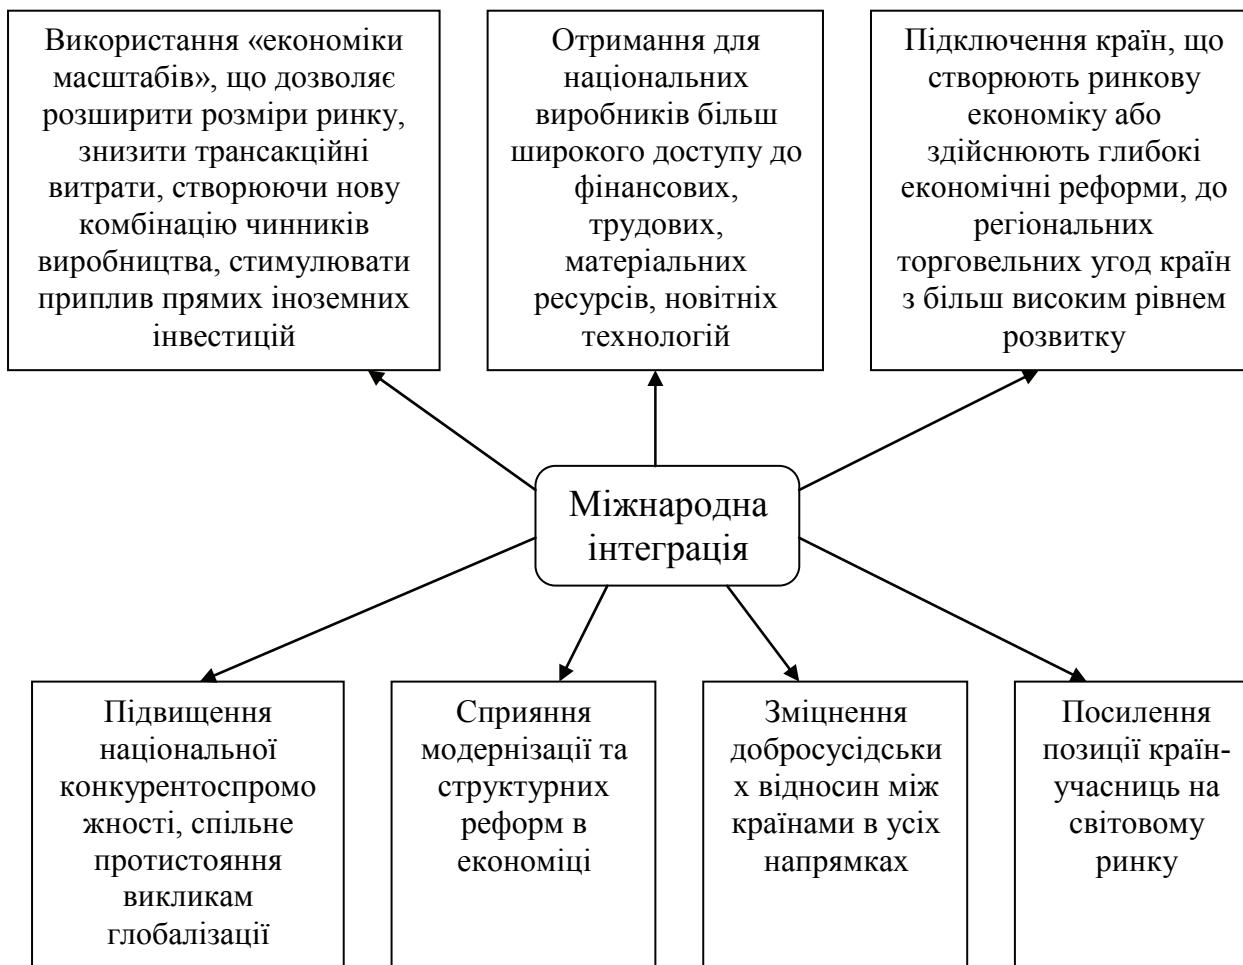 Використання «економіки
масштабів», що дозволяє
розширити розміри ринку,
знизити трансакційні
витрати, створюючи нову
комбінацію чинників
виробництва, стимулювати
приплив прямих іноземних
інвестицій
Отримання для
національних
виробників більш
широкого доступу до
фінансових,
трудових,
матеріальних
ресурсів, новітніх
технологій
Підключення країн, що
створюють ринкову
економіку або
здійснюють глибокі
економічні реформи, до
регіональних
торговельних угод країн
з більш високим рівнем
розвитку
Міжнародна
інтеграція
Підвищення
національної
конкурентоспромо
жності, спільне
протистояння
викликам
глобалізації
Сприяння
модернізації та
структурних
реформ в
економіці
Зміцнення
добросусідськи
х відносин між
країнами в усіх
напрямках
Посилення
позиції країн-
учасниць на
світовому
ринку